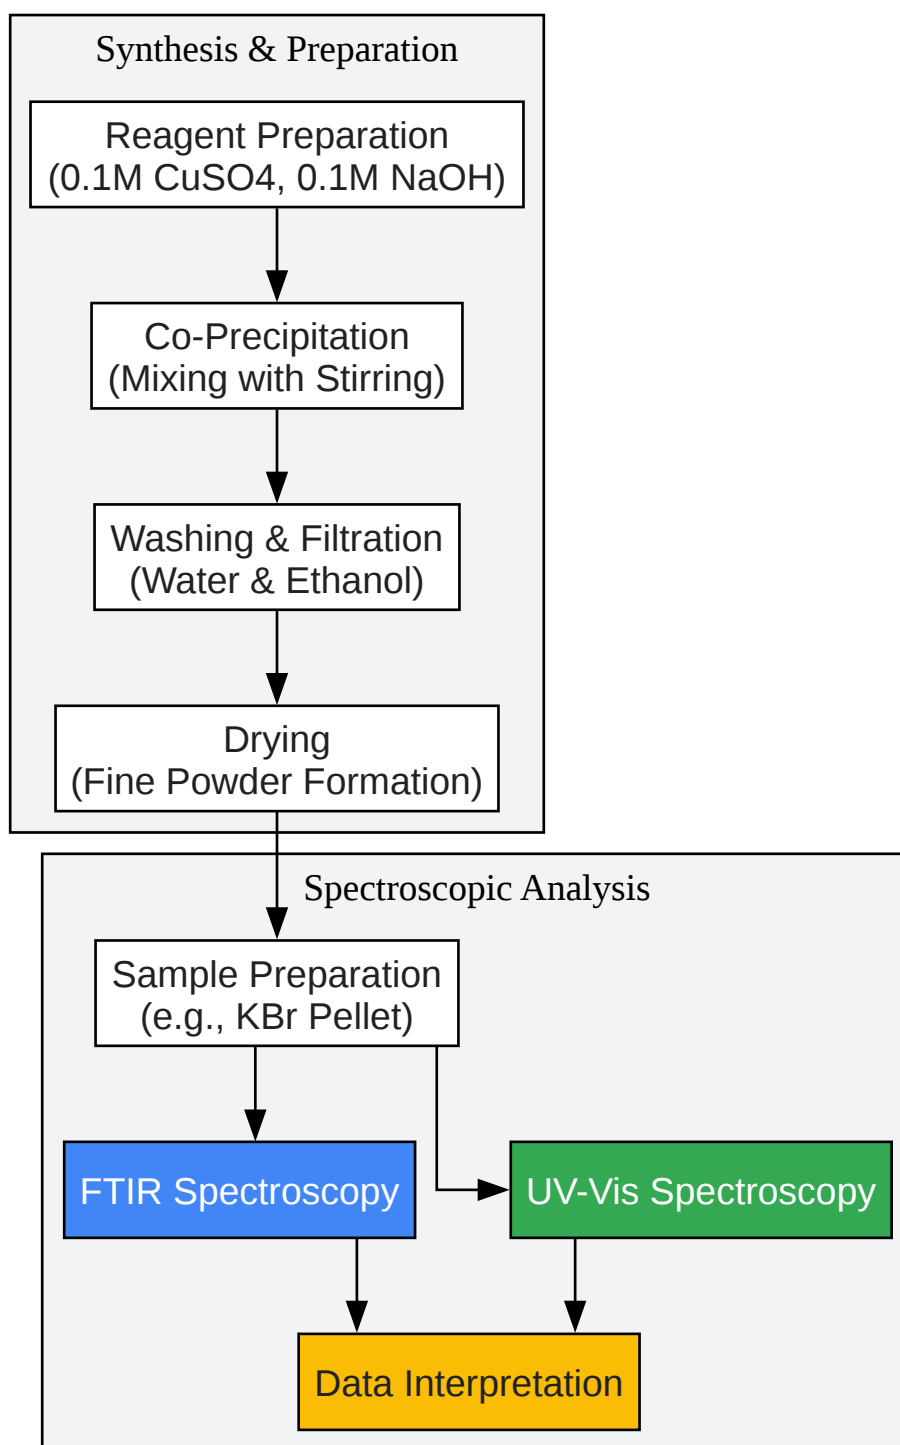 Synthesis & Preparation
Reagent Preparation
(0.1M CuSO4, 0.1M NaOH)
Co-Precipitation
(Mixing with Stirring)
Washing & Filtration
(Water & Ethanol)
Drying
(Fine Powder Formation)
Spectroscopic Analysis
Sample Preparation
(e.g., KBr Pellet)
FTIR Spectroscopy
UV-Vis Spectroscopy
Data Interpretation